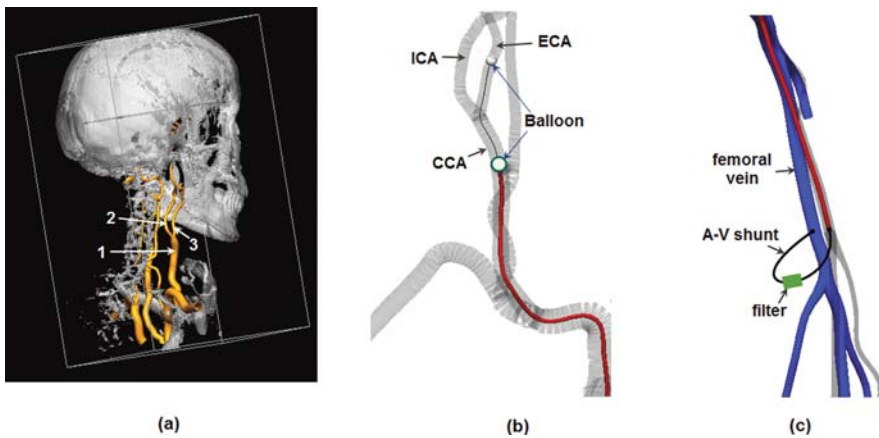 1
2
3
(a)
ICA
ECA
Balloon
CCA
(b)
femoral
vein
A-V shunt
filter
(c)